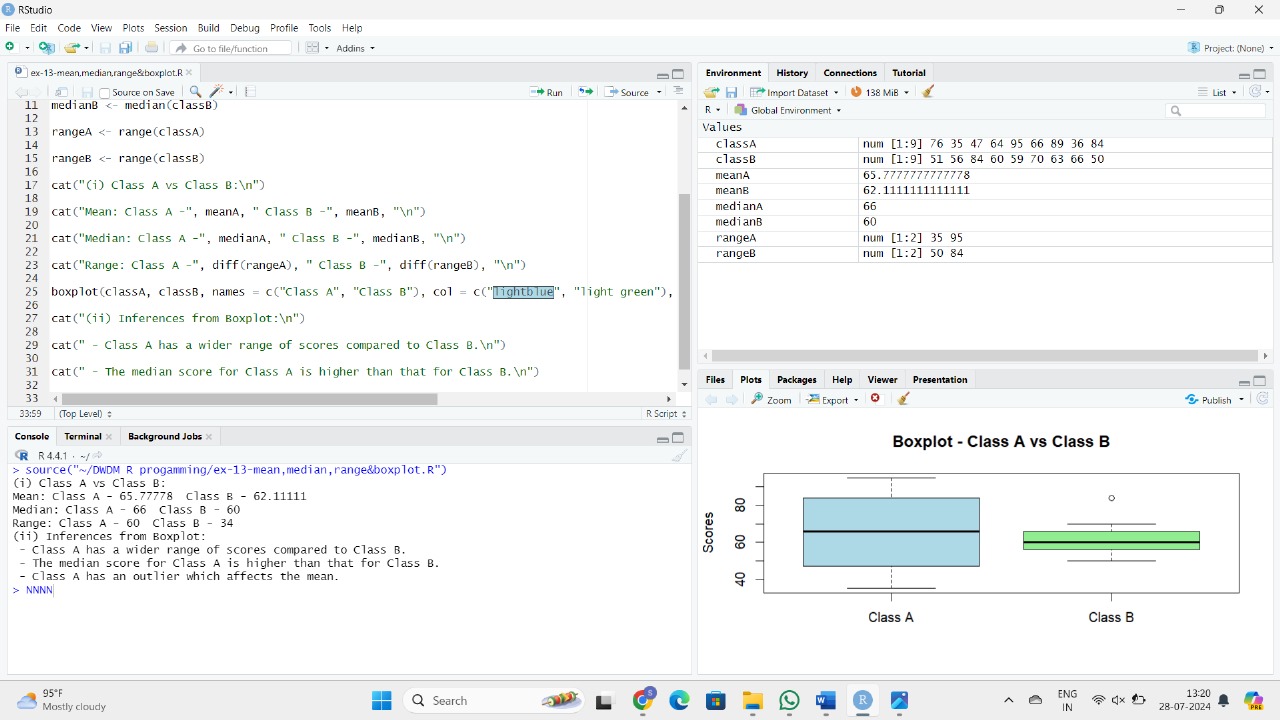 RStudio
File Edit Code View Plots Session Build Debug Profile Tools Help
Go to file/function Addins Project: (None)
ex-13-mean,median,range&boxplot.R
Source on Save Run Source
11 medianB <- median(classB)
12
13 rangeA <- range(classA)
14
15 rangeB <- range(classB)
16
17 cat("(i) Class A vs Class B:\n")
18
19 cat("Mean: Class A -", meanA, " Class B -", meanB, "\n")
20
21 cat("Median: Class A -", medianA, " Class B -", medianB, "\n")
22
23 cat("Range: Class A -", diff(rangeA), " Class B -", diff(rangeB), "\n")
24
25 boxplot(classA, classB, names = c("Class A", "Class B"), col = c("lightblue", "light green"),
26
27 cat("(ii) Inferences from Boxplot:\n")
28
29 cat(" - Class A has a wider range of scores compared to Class B.\n")
30
31 cat(" - The median score for Class A is higher than that for Class B.\n")
32
33
33:59 (Top Level) R Script
Console Terminal Background Jobs
R 4.4.1 · ~/
> source("~/DWDM R progamming/ex-13-mean,median,range&boxplot.R")
(i) Class A vs Class B:
Mean: Class A - 65.77778 Class B - 62.11111
Median: Class A - 66 Class B - 60
Range: Class A - 60 Class B - 34
(ii) Inferences from Boxplot:
- Class A has a wider range of scores compared to Class B.
- The median score for Class A is higher than that for Class B.
- Class A has an outlier which affects the mean.
> NNNN
Environment History Connections Tutorial
Import Dataset 138 MiB List
R Global Environment
Values
classA num [1:9] 76 35 47 64 95 66 89 36 84
classB num [1:9] 51 56 84 60 59 70 63 66 50
meanA 65.7777777777778
meanB 62.1111111111111
medianA 66
medianB 60
rangeA num [1:2] 35 95
rangeB num [1:2] 50 84
Files Plots Packages Help Viewer Presentation
Zoom Export Publish
Boxplot - Class A vs Class B
Scores
80
60
40
Class A Class B
95°F
Mostly cloudy
Search
ENG
IN
13:20
28-07-2024